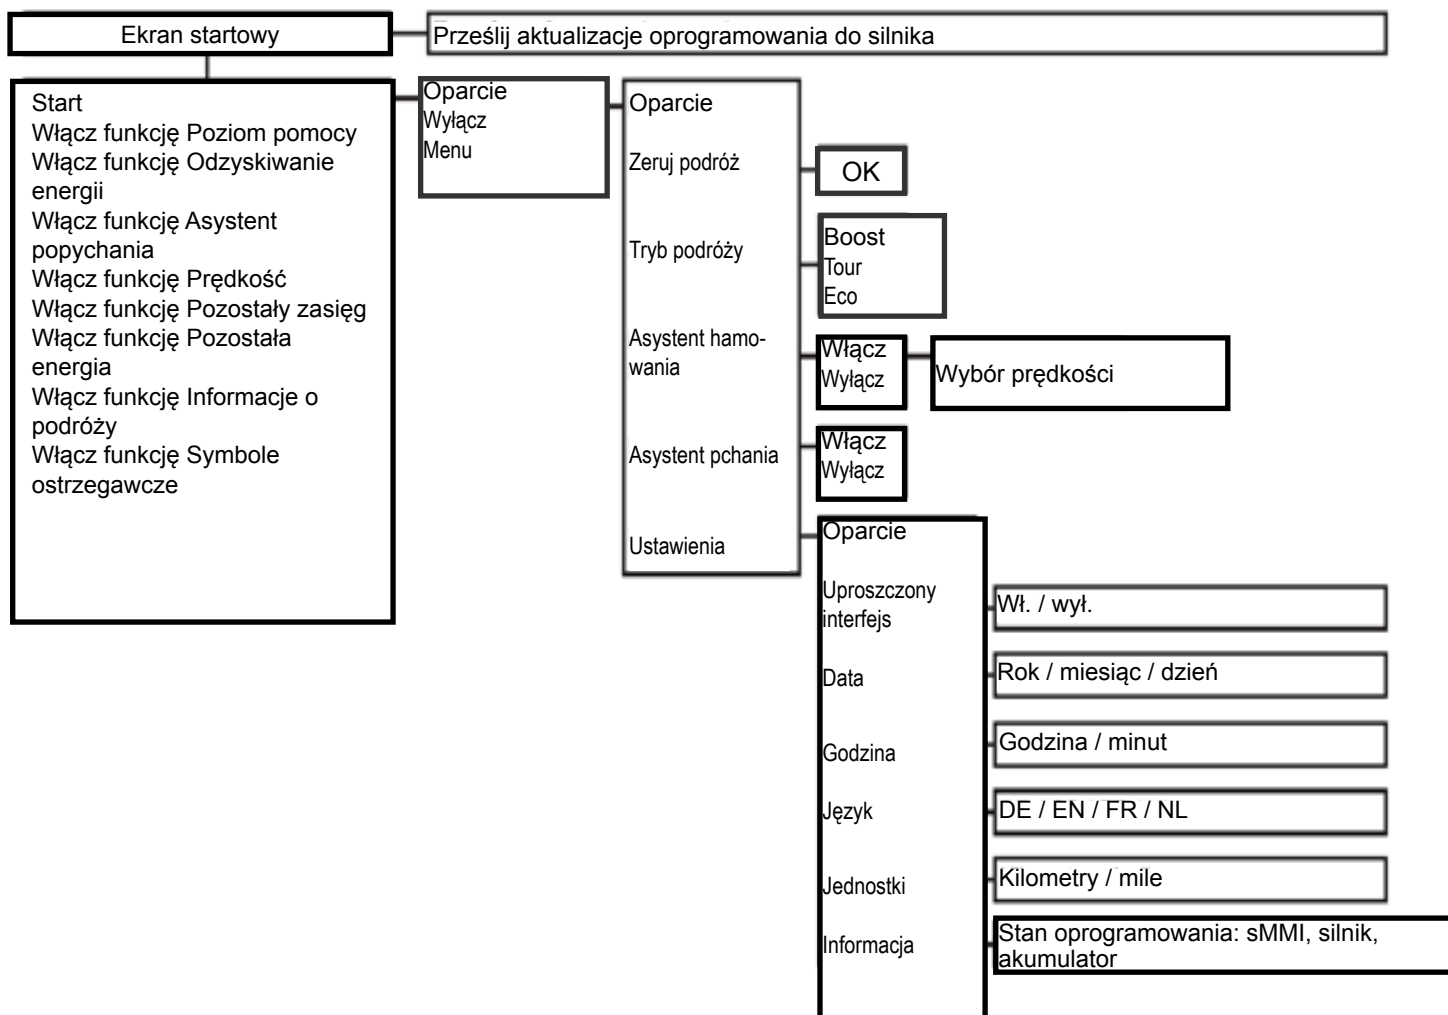 Ekran startowy
Prześlij aktualizacje oprogramowania do silnika
Start
Włącz funkcję Poziom pomocy
Włącz funkcję Odzyskiwanie
energii
Włącz funkcję Asystent
popychania
Włącz funkcję Prędkość
Włącz funkcję Pozostały zasięg
Włącz funkcję Pozostała
energia
Włącz funkcję Informacje o
podróży
Włącz funkcję Symbole
ostrzegawcze
Oparcie
Wyłącz
Menu
Oparcie
Zeruj podróż
OK
Tryb podróży
Boost
Tour
Eco
Asystent hamo-
wania
Włącz
Wyłącz
Wybór prędkości
Asystent pchania
Włącz
Wyłącz
Ustawienia
Oparcie
Uproszczony
interfejs
Wł. / wył.
Data
Rok / miesiąc / dzień
Godzina
Godzina / minut
Język
DE / EN / FR / NL
Jednostki
Kilometry / mile
Informacja
Stan oprogramowania: sMMI, silnik,
akumulator